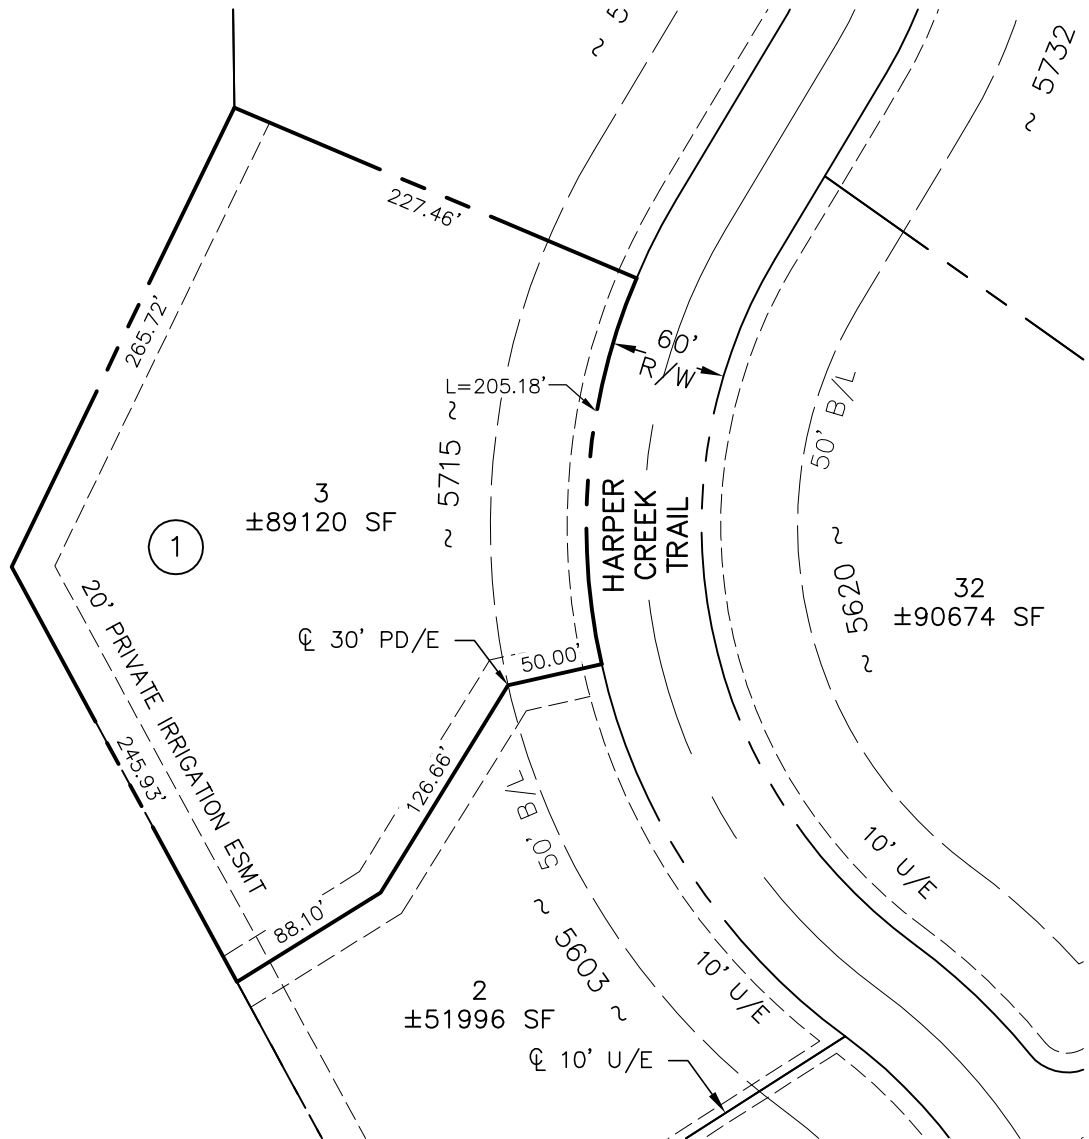 ~ 5732 ~
227.46'
265.72'
60'
R/W
L=205.18'
50' B/L
~ 5715 ~
3
±89120 SF
1
HARPER
CREEK
TRAIL
~ 5620 ~
32
±90674 SF
20' PRIVATE IRRIGATION ESMT
℄ 30' PD/E
50.00'
245.93'
126.66'
50' B/L
10' U/E
88.10'
~ 5603 ~
10' U/E
2
±51996 SF
℄ 10' U/E